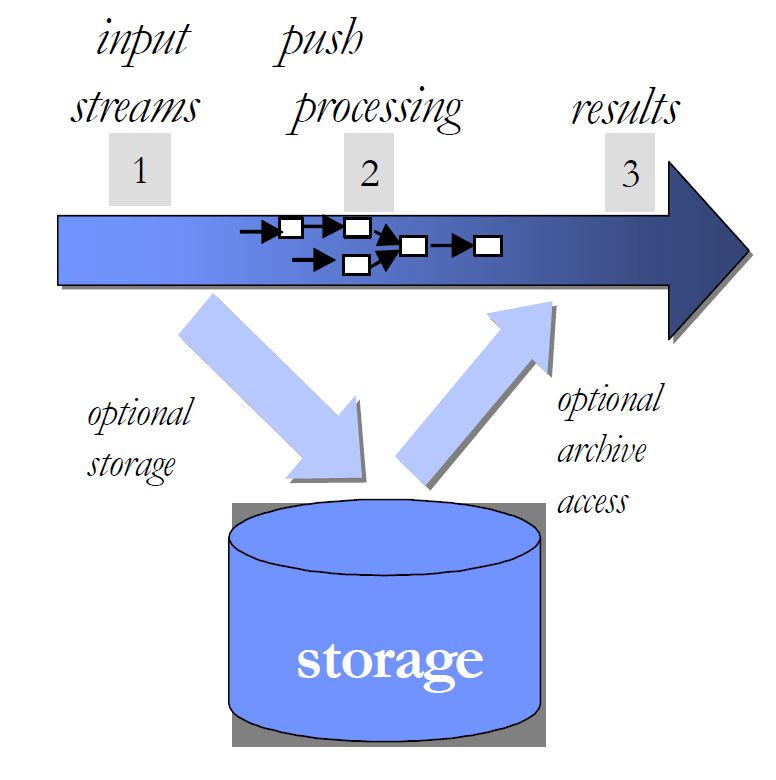 input
streams
push
processing
results
1
2
3
optional
storage
optional
archive
access
storage